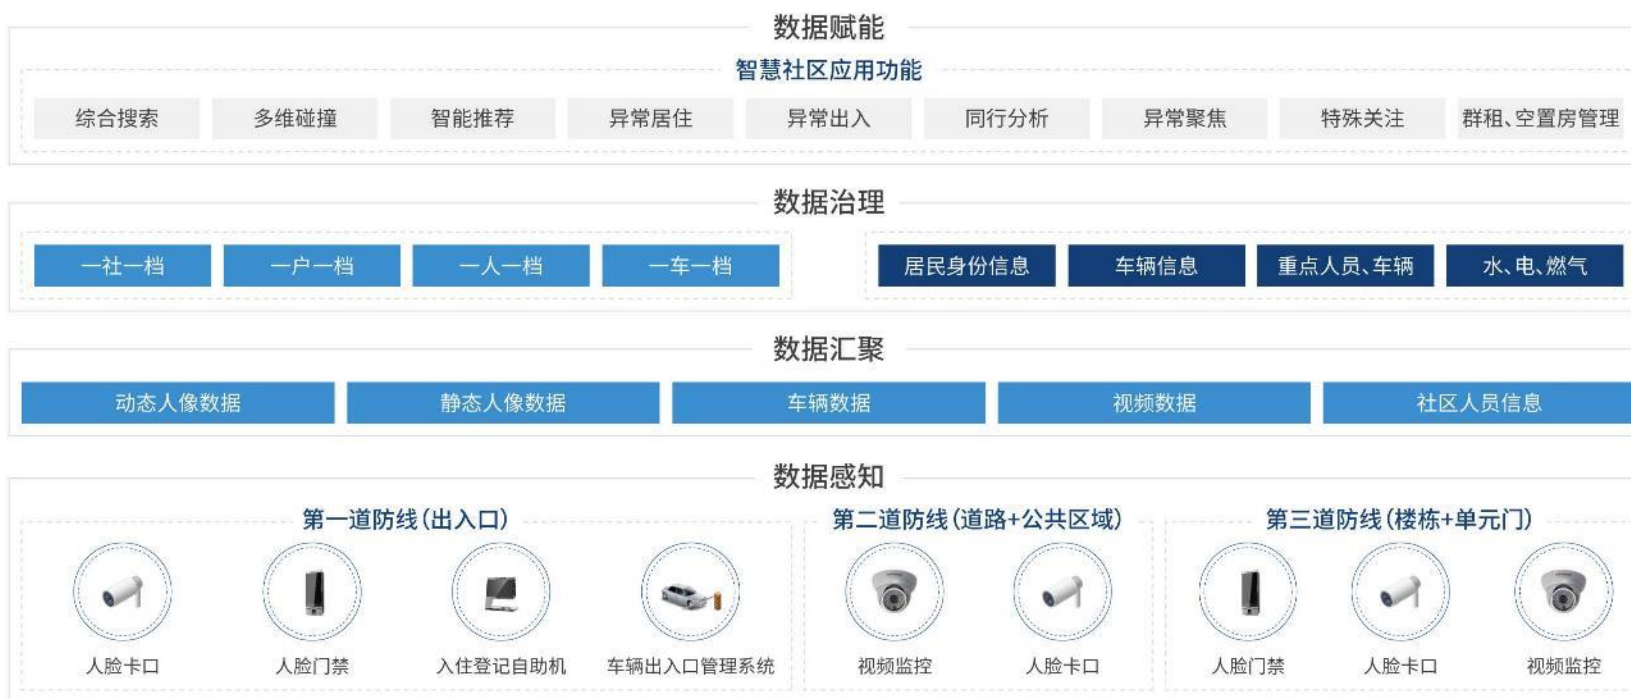 数据赋能
智慧社区应用功能
综合搜索 多维碰撞 智能推荐 异常居住 异常出入 同行分析 异常聚焦 特殊关注 群租、空置房管理
数据治理
一社一档 一户一档 一人一档 一车一档 居民身份信息 车辆信息 重点人员、车辆 水、电、燃气
数据汇聚
动态人像数据 静态人像数据 车辆数据 视频数据 社区人员信息
数据感知
第一道防线(出入口) 第二道防线(道路+公共区域) 第三道防线(楼栋+单元门)
人脸卡口 人脸门禁 入住登记自助机 车辆出入口管理系统 视频监控 人脸卡口 人脸门禁 人脸卡口 视频监控